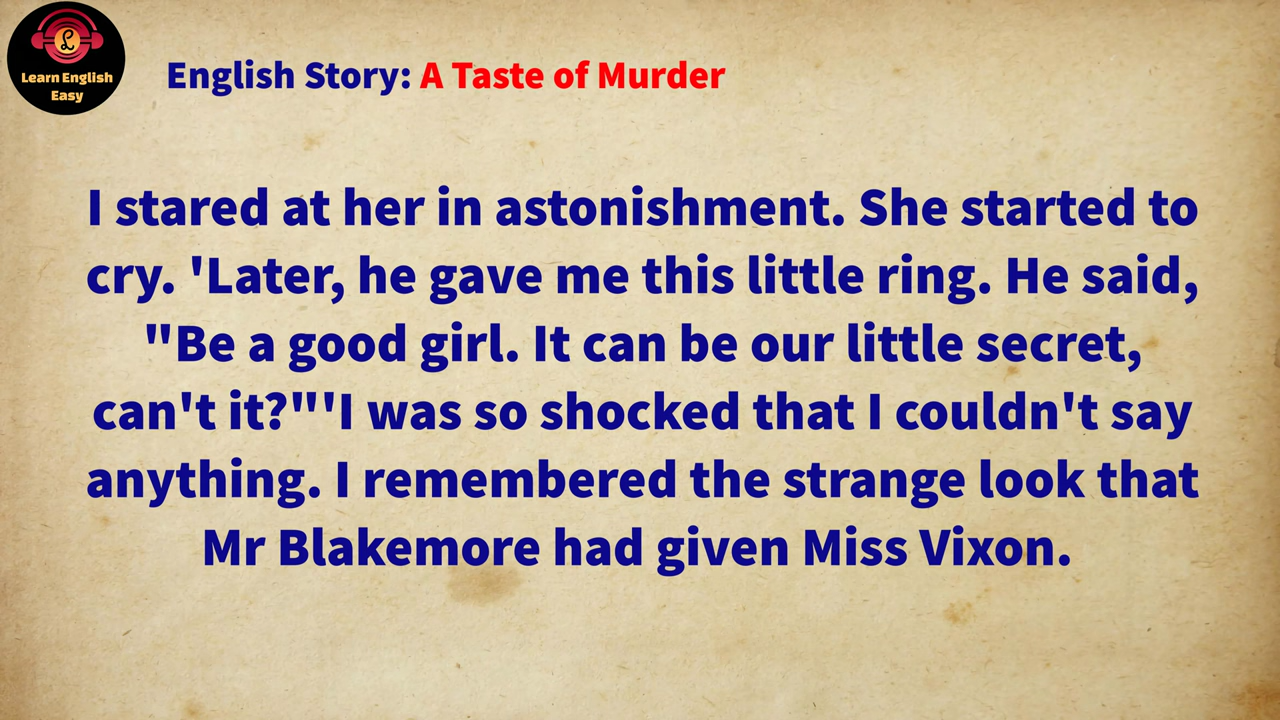 Learn English
Easy
English Story: A Taste of Murder
I stared at her in astonishment. She started to
cry. 'Later, he gave me this little ring. He said,
"Be a good girl. It can be our little secret,
can't it?"'I was so shocked that I couldn't say
anything. I remembered the strange look that
Mr Blakemore had given Miss Vixon.